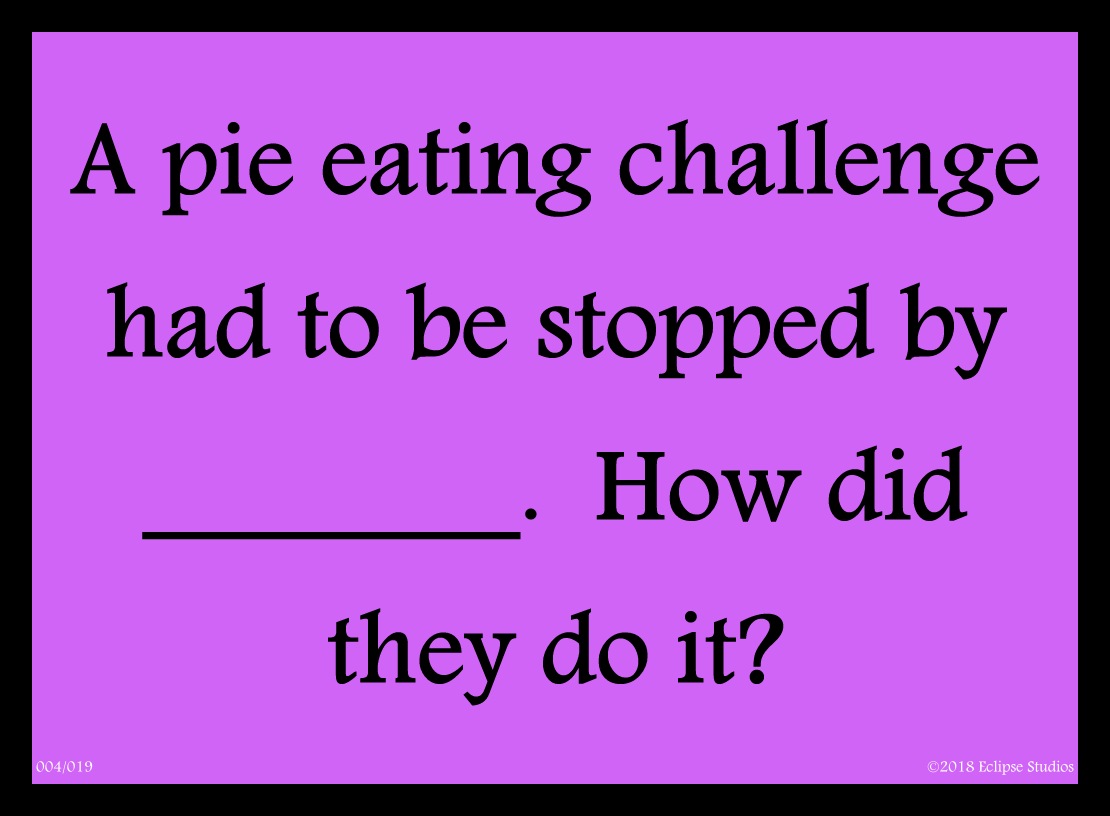 A pie eating challenge
had to be stopped by
________.  How did
they do it?
004/019
©2018 Eclipse Studios